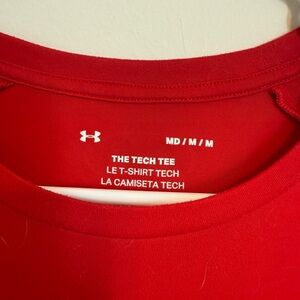 MD / M / M
THE TECH TEE
LE T-SHIRT TECH
LA CAMISETA TECH